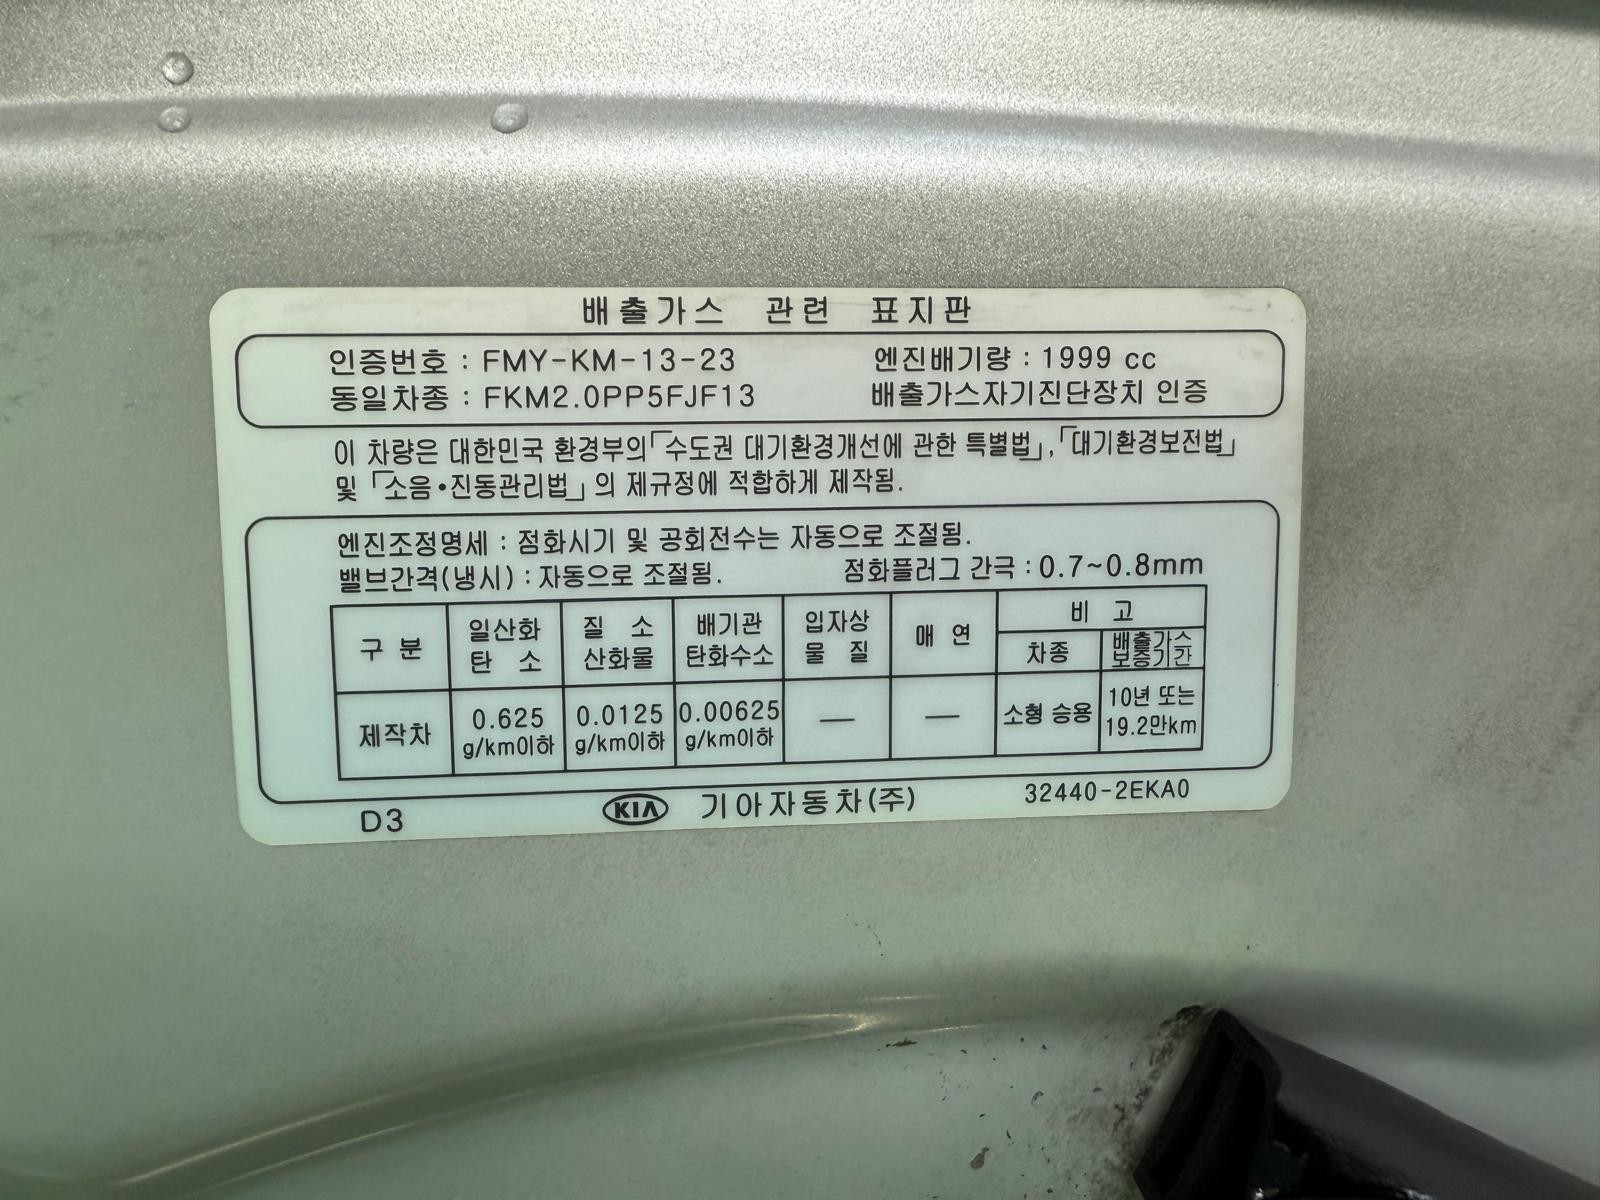 배출가스 관련 표지판
인증번호 : FMY-KM-13-23 엔진배기량 : 1999 cc
동일차종 : FKM2.0PP5FJF13 배출가스자기진단장치 인증
이 차량은 대한민국 환경부의「수도권 대기환경개선에 관한 특별법」,「대기환경보전법」
및 「소음•진동관리법」의 제규정에 적합하게 제작됨.
엔진조정명세 : 점화시기 및 공회전수는 자동으로 조절됨.
밸브간격(냉시) : 자동으로 조절됨. 점화플러그 간극 : 0.7~0.8mm
구 분 일산화 탄 소 질 소 산화물 배기관 탄화수소 입자상 물 질 매 연 비 고
차종 배출가스 보증기간
제작차 0.625 g/km이하 0.0125 g/km이하 0.00625 g/km이하 — — 소형 승용 10년 또는 19.2만km
D3 KIA 기아자동차(주) 32440-2EKA0